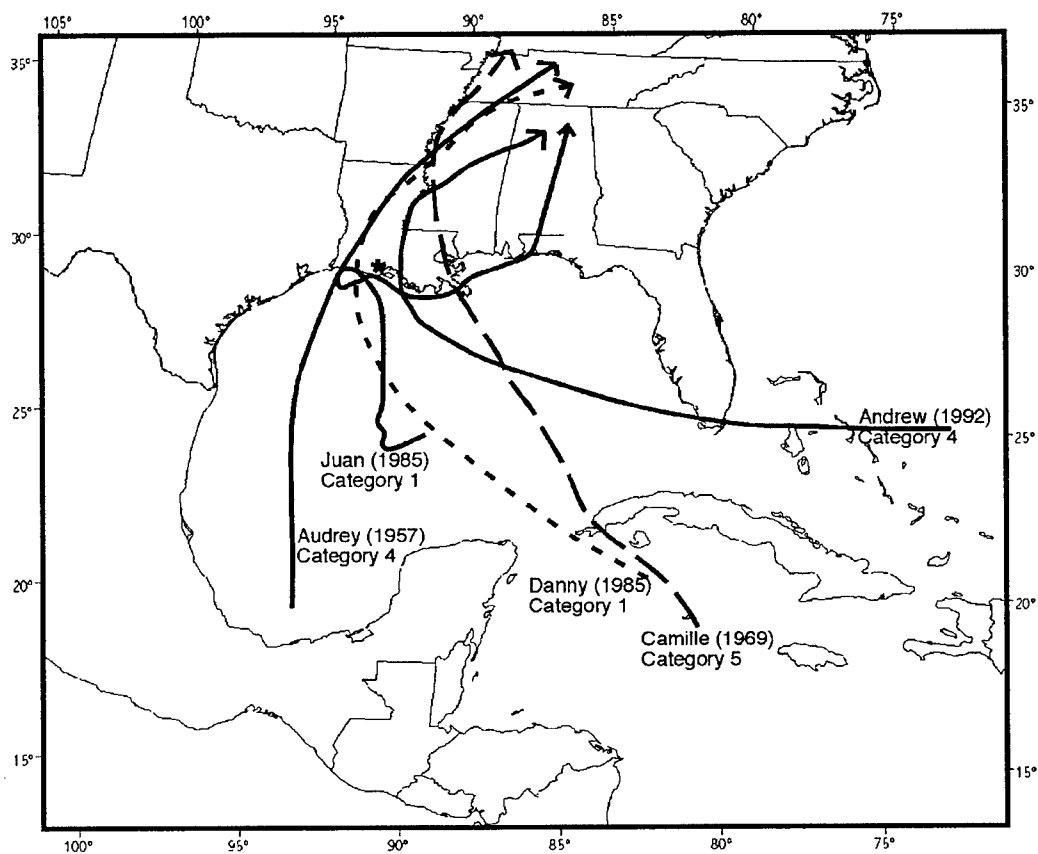 105° 100° 95° 90° 85° 80° 75°
35°
35°
30°
30°
25°
25°
Andrew (1992)
Category 4
Juan (1985)
Category 1
Audrey (1957)
Category 4
20°
20°
Danny (1985)
Category 1
Camille (1969)
Category 5
15°
15°
100° 95° 90° 85° 80° 75°